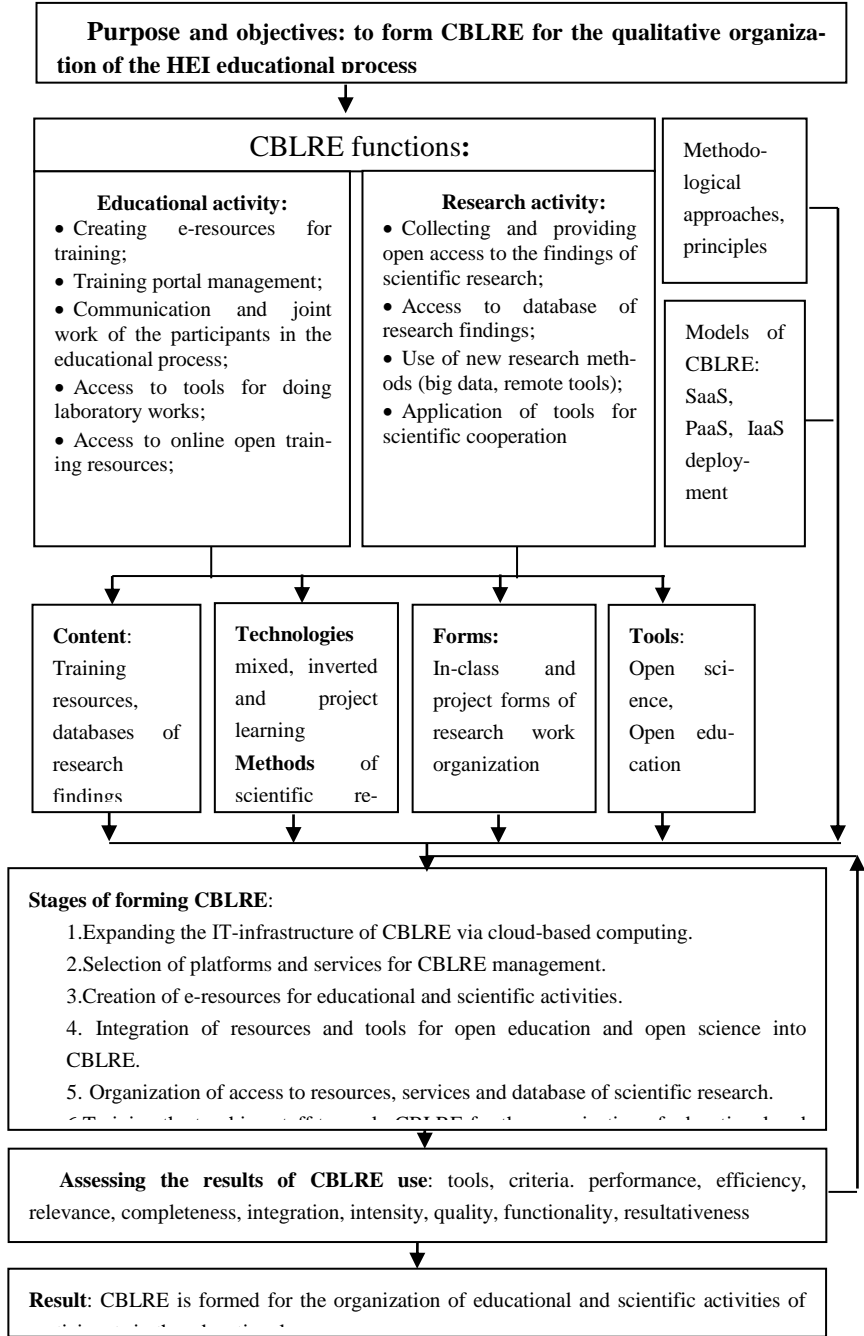 Purpose and objectives: to form CBLRE for the qualitative organiza-
tion of the HEI educational process
CBLRE functions:
Educational activity:
• Creating e-resources for
training;
• Training portal management;
• Communication and joint
work of the participants in the
educational process;
• Access to tools for doing
laboratory works;
• Access to online open train-
ing resources;
Research activity:
• Collecting and providing
open access to the findings of
scientific research;
• Access to database of
research findings;
• Use of new research meth-
ods (big data, remote tools);
• Application of tools for
scientific cooperation
Methodo-
logical
approaches,
principles
Models of
CBLRE:
SaaS,
PaaS, IaaS
deploy-
ment
Content:
Training
resources,
databases of
research
findings
Technologies
mixed, inverted
and project
learning
Methods of
scientific re-
Forms:
In-class and
project forms of
research work
organization
Tools:
Open sci-
ence,
Open edu-
cation
Stages of forming CBLRE:
1.Expanding the IT-infrastructure of CBLRE via cloud-based computing.
2.Selection of platforms and services for CBLRE management.
3.Creation of e-resources for educational and scientific activities.
4. Integration of resources and tools for open education and open science into
CBLRE.
5. Organization of access to resources, services and database of scientific research.
Assessing the results of CBLRE use: tools, criteria. performance, efficiency,
relevance, completeness, integration, intensity, quality, functionality, resultativeness
Result: CBLRE is formed for the organization of educational and scientific activities of